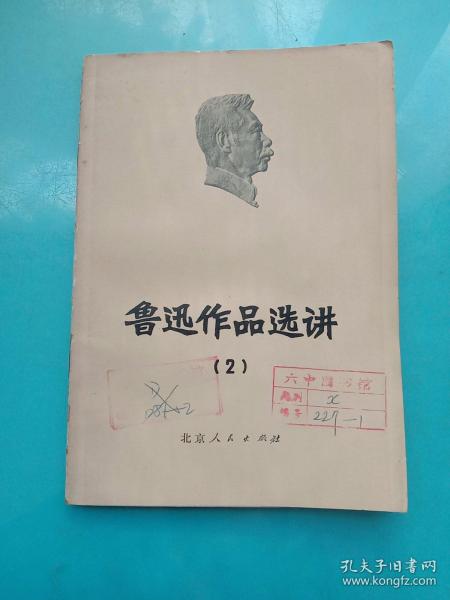 鲁迅作品选讲
(2)
六中图书馆
类别 x
编号 227-1
北京人民出版社
孔夫子旧书网
www.kongfz.com